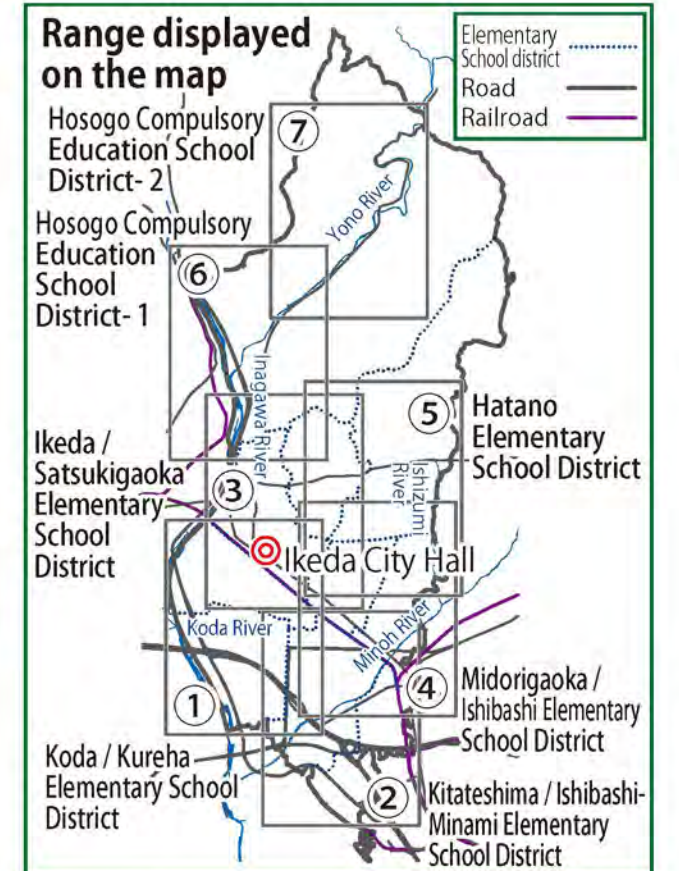 Range displayed
on the map
Elementary
School district
Road
Railroad
Hosogo Compulsory
Education School
District- 2
7
Yono River
Hosogo Compulsory
Education
School
District- 1
6
Inagawa River
5
Hatano
Elementary
School District
Ishizumi
River
Ikeda /
Satsukigaoka
Elementary
School
District
3
Ikeda City Hall
Koda River
Minoh River
1
4
Midorigaoka /
Ishibashi Elementary
School District
Koda / Kureha
Elementary School
District
2
Kitateshima / Ishibashi-
Minami Elementary
School District